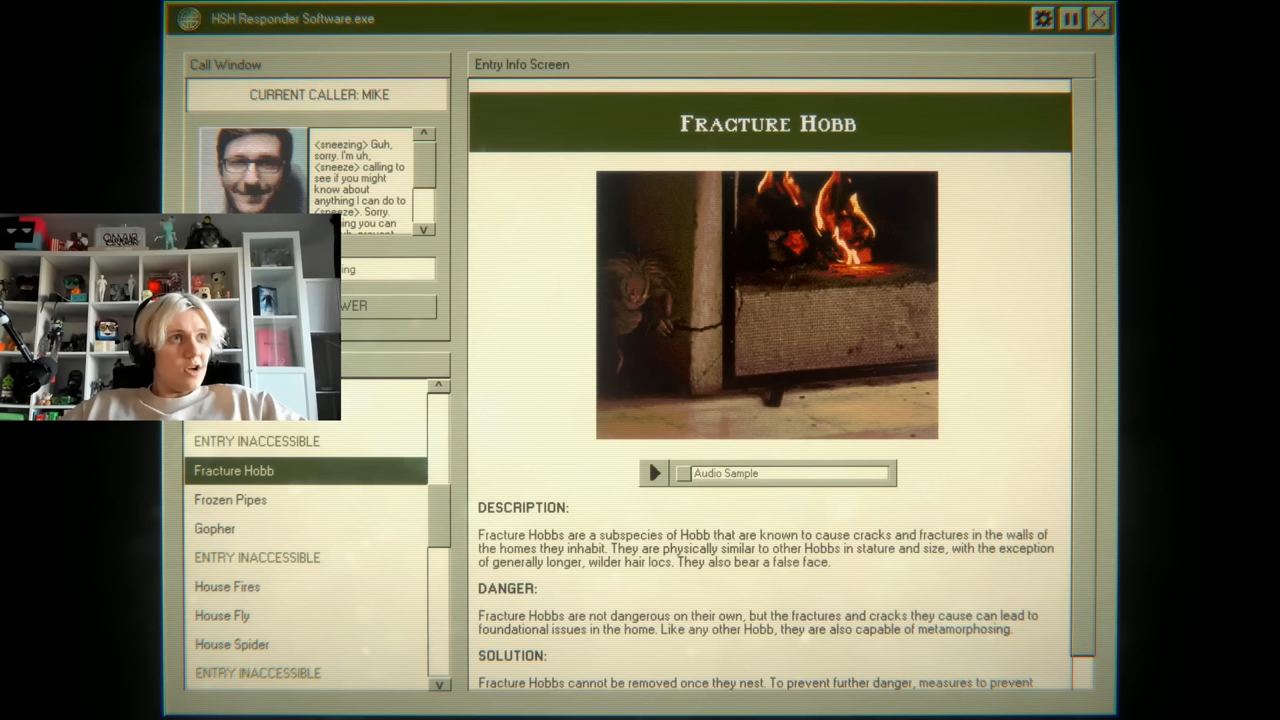 HSH Responder Software.exe
Call Window
CURRENT CALLER: MIKE
<sneezing> Guh,
sorry. I'm uh,
<sneeze> calling to
see if you might
know about
anything I can do to
<sneeze>. Sorry.
you can
ENTRY INACCESSIBLE
Fracture Hobb
Frozen Pipes
Gopher
ENTRY INACCESSIBLE
House Fires
House Fly
House Spider
ENTRY INACCESSIBLE
Entry Info Screen
FRACTURE HOBB
Audio Sample
DESCRIPTION:
Fracture Hobbs are a subspecies of Hobb that are known to cause cracks and fractures in the walls of
the homes they inhabit. They are physically similar to other Hobbs in stature and size, with the exception
of generally longer, wilder hair locs. They also bear a false face.
DANGER:
Fracture Hobbs are not dangerous on their own, but the fractures and cracks they cause can lead to
foundational issues in the home. Like any other Hobb, they are also capable of metamorphosing.
SOLUTION:
Fracture Hobbs cannot be removed once they nest. To prevent further danger, measures to prevent